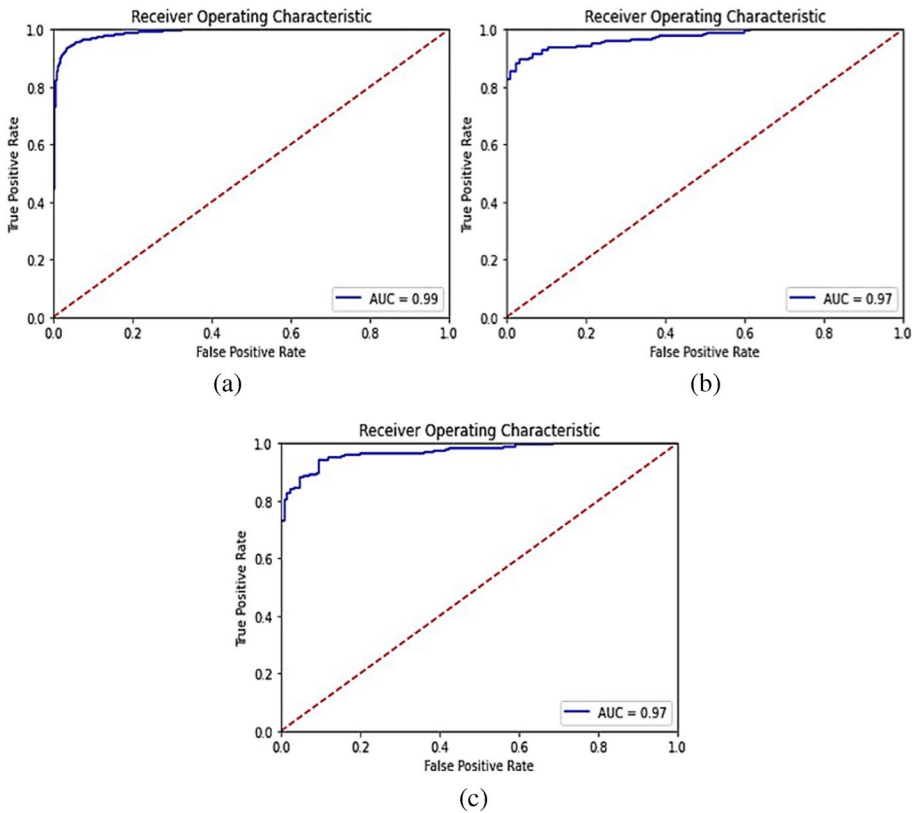 Receiver Operating Characteristic
1.0
0.8
0.6
0.4
0.2
0.0
True Positive Rate
AUC = 0.99
0.0 0.2 0.4 0.6 0.8 1.0
False Positive Rate
(a)
Receiver Operating Characteristic
1.0
0.8
0.6
0.4
0.2
0.0
True Positive Rate
AUC = 0.97
0.0 0.2 0.4 0.6 0.8 1.0
False Positive Rate
(b)
Receiver Operating Characteristic
1.0
0.8
0.6
0.4
0.2
0.0
True Positive Rate
AUC = 0.97
0.0 0.2 0.4 0.6 0.8 1.0
False Positive Rate
(c)